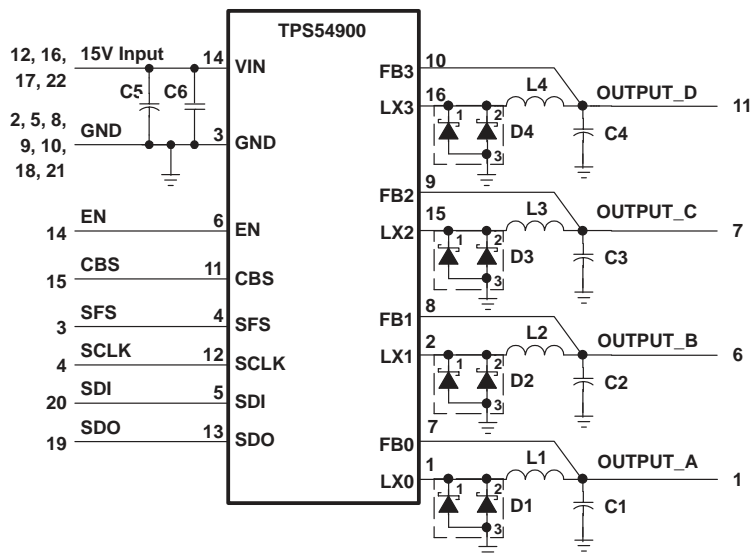 TPS54900
12, 16,
17, 22
15V Input
14
VIN
C5
C6
2, 5, 8,
9, 10,
18, 21
GND
3
GND
14
EN
6
EN
15
CBS
11
CBS
3
SFS
4
SFS
4
SCLK
12
SCLK
20
SDI
5
SDI
19
SDO
13
SDO
10
FB3
16
LX3
1
2
3
D4
L4
OUTPUT_D
11
C4
9
FB2
15
LX2
1
2
3
D3
L3
OUTPUT_C
7
C3
8
FB1
2
LX1
1
2
3
D2
L2
OUTPUT_B
6
C2
7
FB0
1
LX0
1
2
3
D1
L1
OUTPUT_A
1
C1